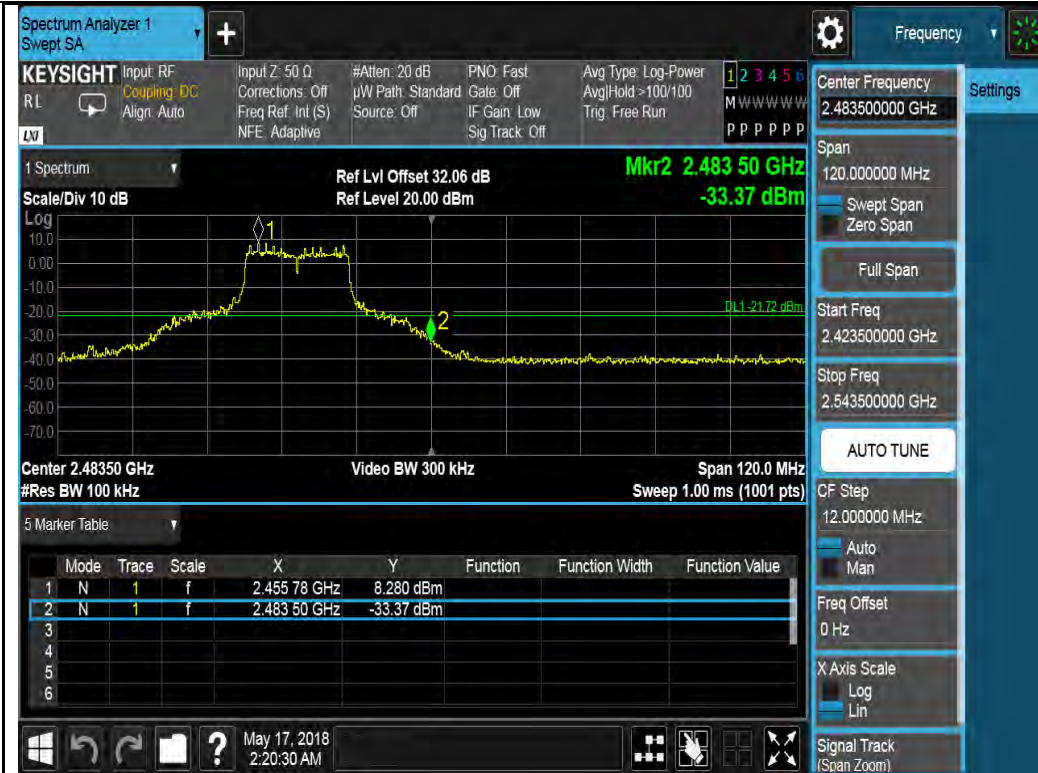 Spectrum Analyzer 1
Swept SA
+
Frequency
KEYSIGHT
RL
LXI
Input: RF
Coupling: DC
Align: Auto
Input Z: 50 Ω
Corrections: Off
Freq Ref: Int (S)
NFE: Adaptive
#Atten: 20 dB
µW Path: Standard
Source: Off
PNO: Fast
Gate: Off
IF Gain: Low
Sig Track: Off
Avg Type: Log-Power
Avg|Hold:>100/100
Trig: Free Run
1 2 3 4 5 6
M W W W W W
P P P P P P
1 Spectrum
Scale/Div 10 dB
Ref Lvl Offset 32.06 dB
Ref Level 20.00 dBm
Mkr2 2.483 50 GHz
-33.37 dBm
Log
10.0
0.00
-10.0
-20.0
-30.0
-40.0
-50.0
-60.0
-70.0
1
2
DL1 -21.72 dBm
Center 2.48350 GHz
#Res BW 100 kHz
Video BW 300 kHz
Span 120.0 MHz
Sweep 1.00 ms (1001 pts)
5 Marker Table
Mode Trace Scale X Y Function Function Width Function Value
1 N 1 f 2.455 78 GHz 8.280 dBm
2 N 1 f 2.483 50 GHz -33.37 dBm
3
4
5
6
?
May 17, 2018
2:20:30 AM
Center Frequency
2.483500000 GHz
Settings
Span
120.000000 MHz
Swept Span
Zero Span
Full Span
Start Freq
2.423500000 GHz
Stop Freq
2.543500000 GHz
AUTO TUNE
CF Step
12.000000 MHz
Auto
Man
Freq Offset
0 Hz
X Axis Scale
Log
Lin
Signal Track
(Span Zoom)